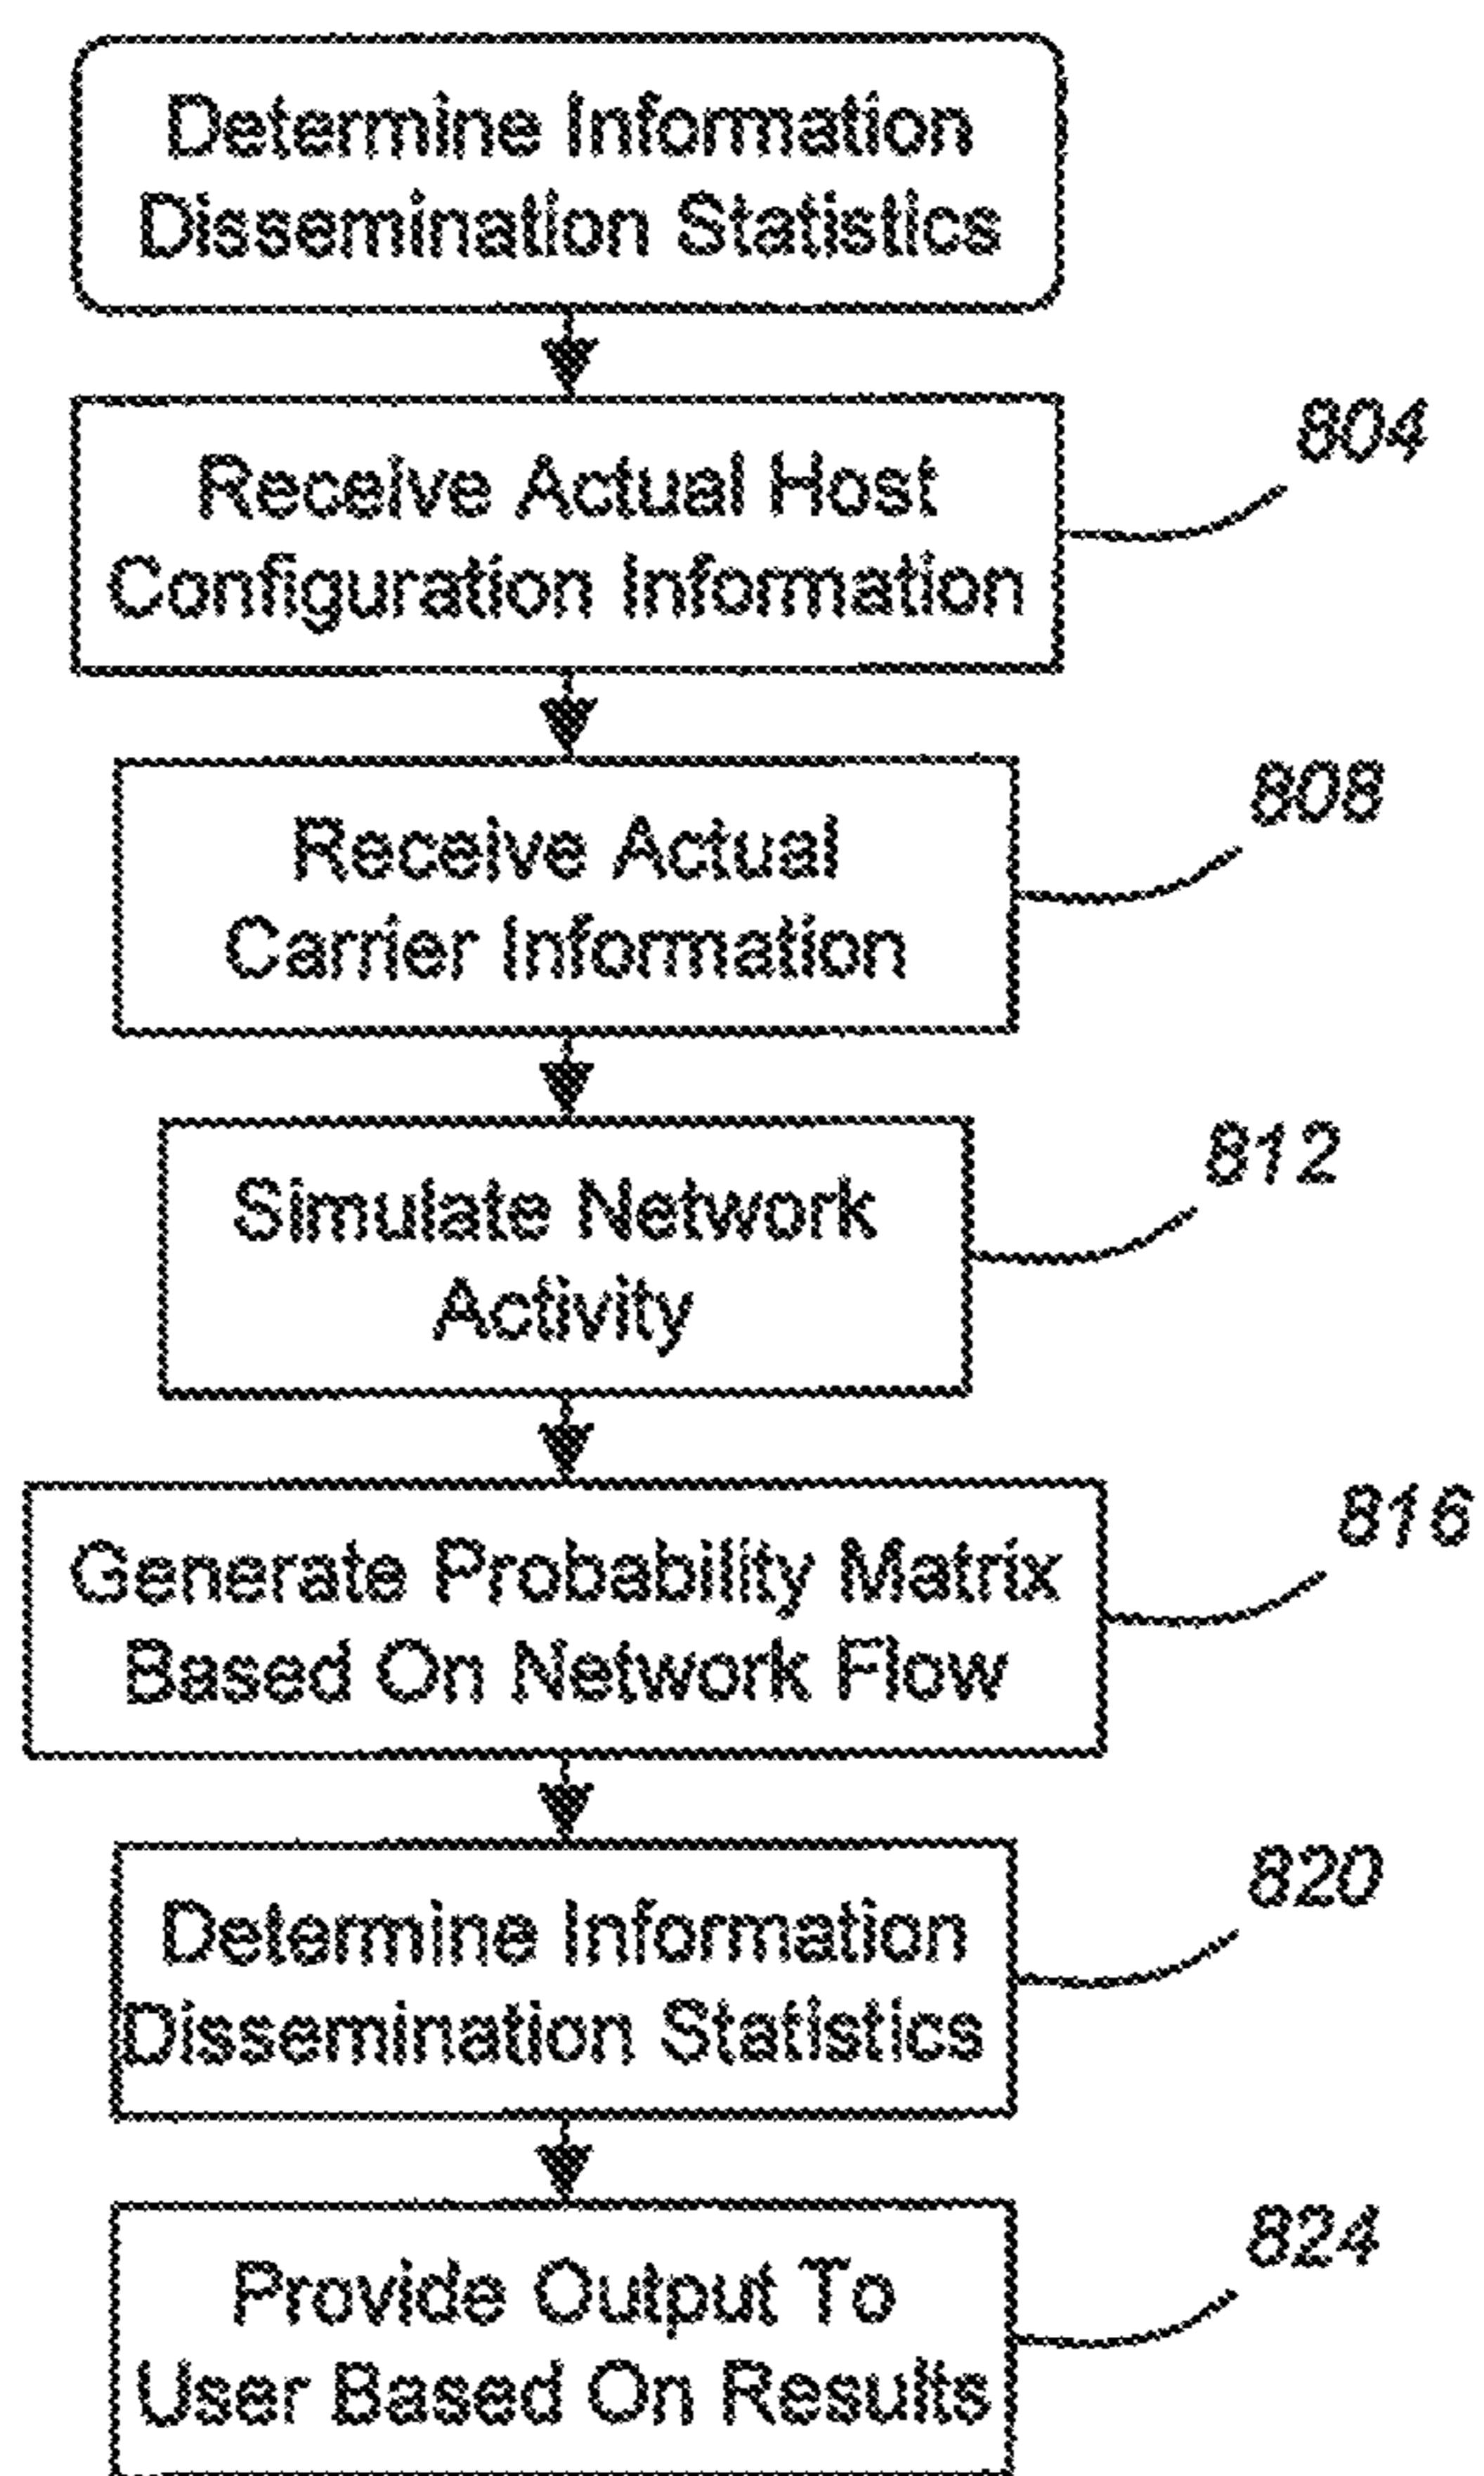 Determine Information
Dissemination Statistics
Receive Actual Host
Configuration Information
804
Receive Actual
Carrier Information
808
Simulate Network
Activity
812
Generate Probability Matrix
Based On Network Flow
816
Determine Information
Dissemination Statistics
820
Provide Output To
User Based On Results
824